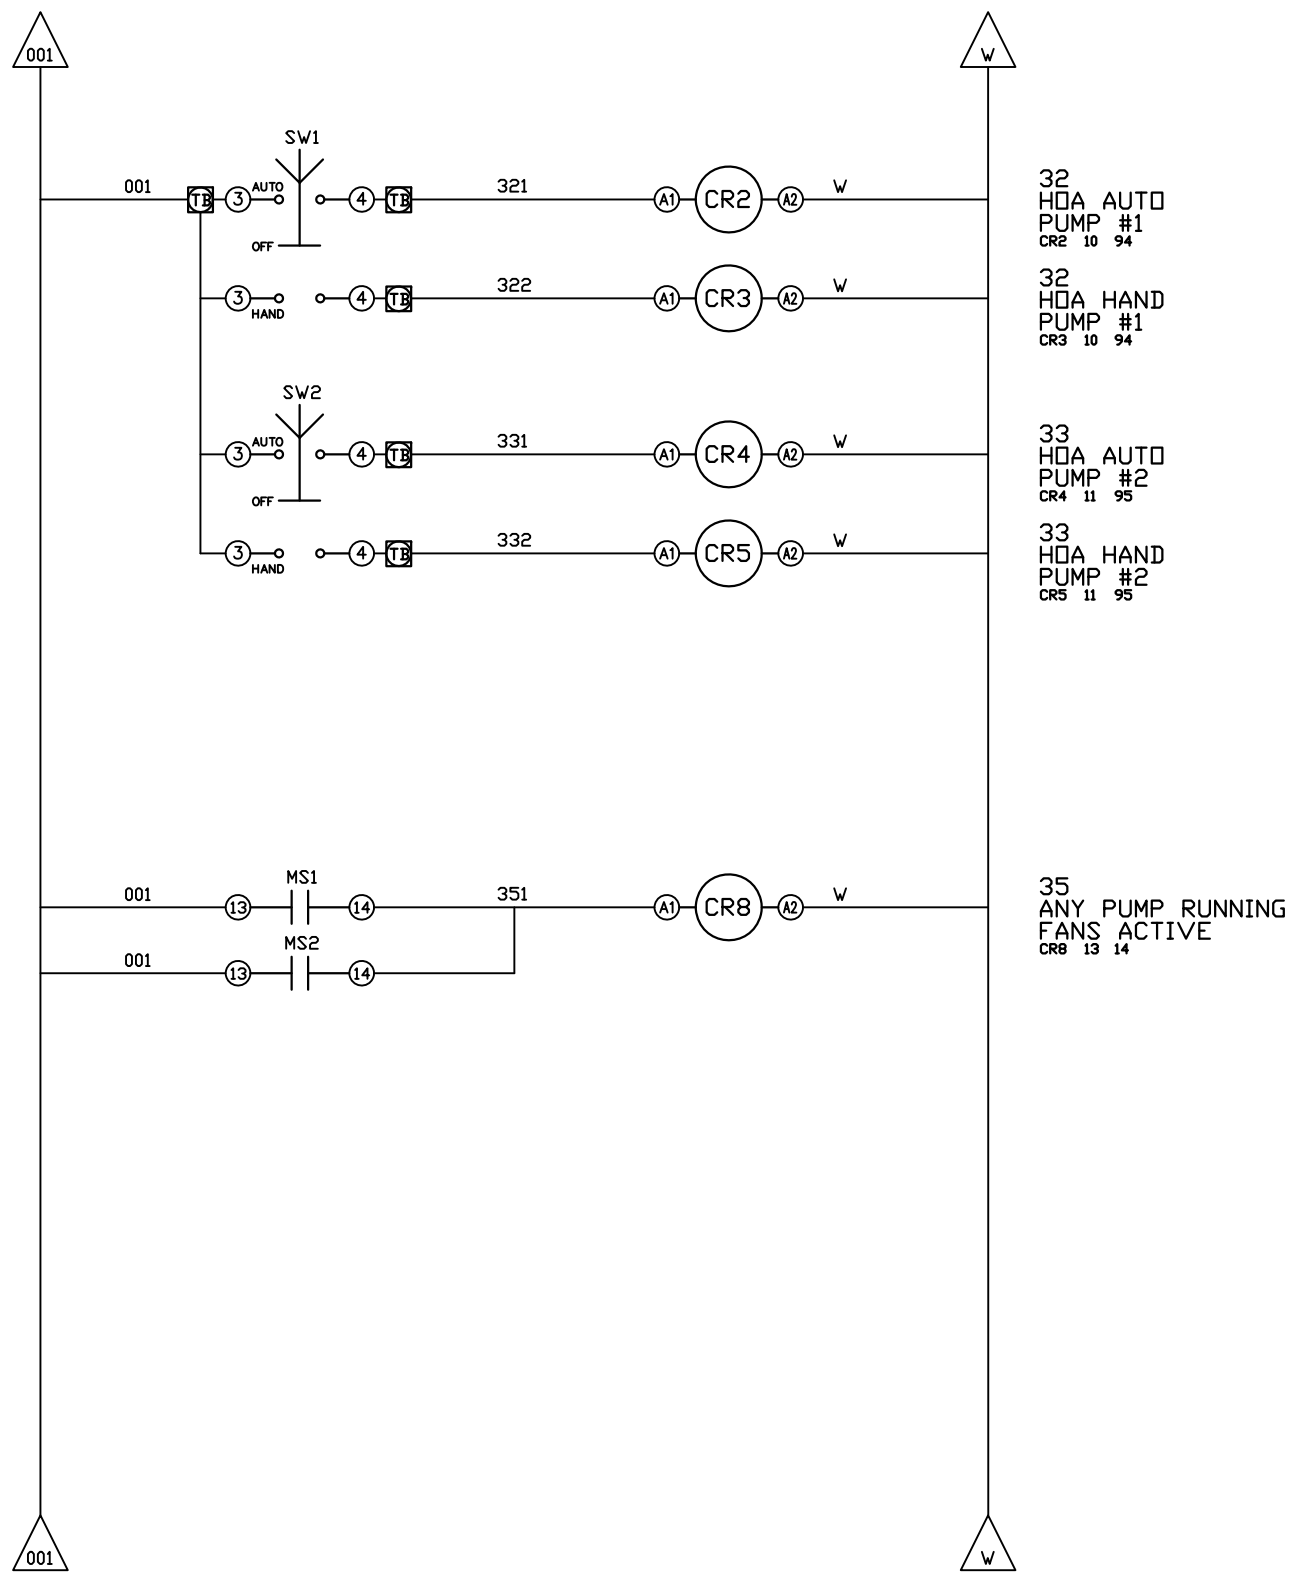 001 W
SW1
001 TB 3 AUTO 4 TB 321 A1 CR2 A2 W
OFF
32
HOA AUTO
PUMP #1
CR2 10 94
3 HAND 4 TB 322 A1 CR3 A2 W
32
HOA HAND
PUMP #1
CR3 10 94
SW2
3 AUTO 4 TB 331 A1 CR4 A2 W
OFF
33
HOA AUTO
PUMP #2
CR4 11 95
3 HAND 4 TB 332 A1 CR5 A2 W
33
HOA HAND
PUMP #2
CR5 11 95
MS1
001 13 14 351 A1 CR8 A2 W
35
ANY PUMP RUNNING
FANS ACTIVE
CR8 13 14
MS2
001 13 14
001 W